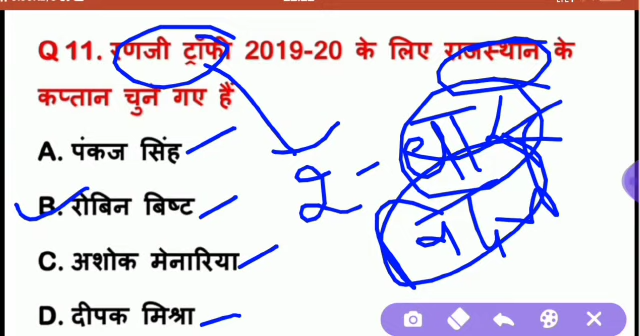 Q 11. रणजी ट्रॉफी 2019-20 के लिए राजस्थान के
कप्तान चुने गए हैं
A. पंकज सिंह
B. रोबिन बिष्ट
C. अशोक मेनारिया
D. दीपक मिश्रा